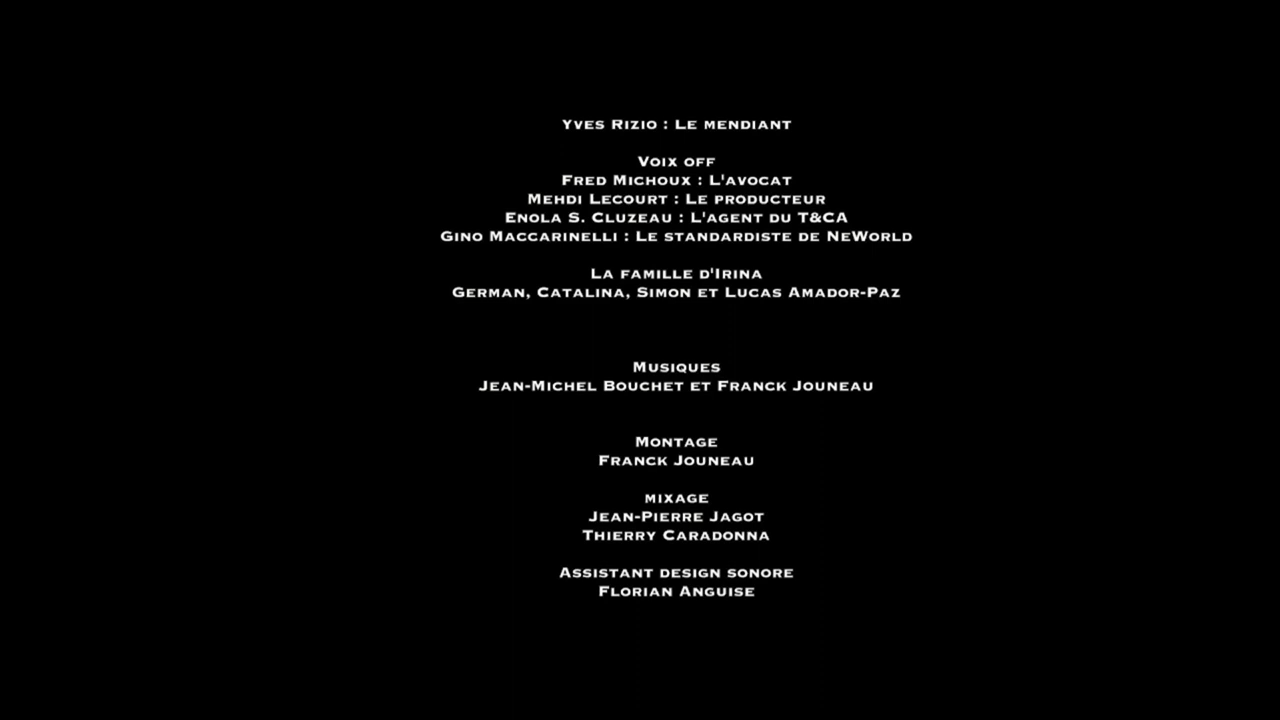 Yves Rizio : Le mendiant
Voix off
Fred Michoux : L'avocat
Mehdi Lecourt : Le producteur
Enola S. Cluzeau : L'agent du T&CA
Gino Maccarinelli : Le standardiste de NeWorld
La famille d'Irina
German, Catalina, Simon et Lucas Amador-Paz
Musiques
Jean-Michel Bouchet et Franck Jouneau
Montage
Franck Jouneau
mixage
Jean-Pierre Jagot
Thierry Caradonna
Assistant design sonore
Florian Anguise